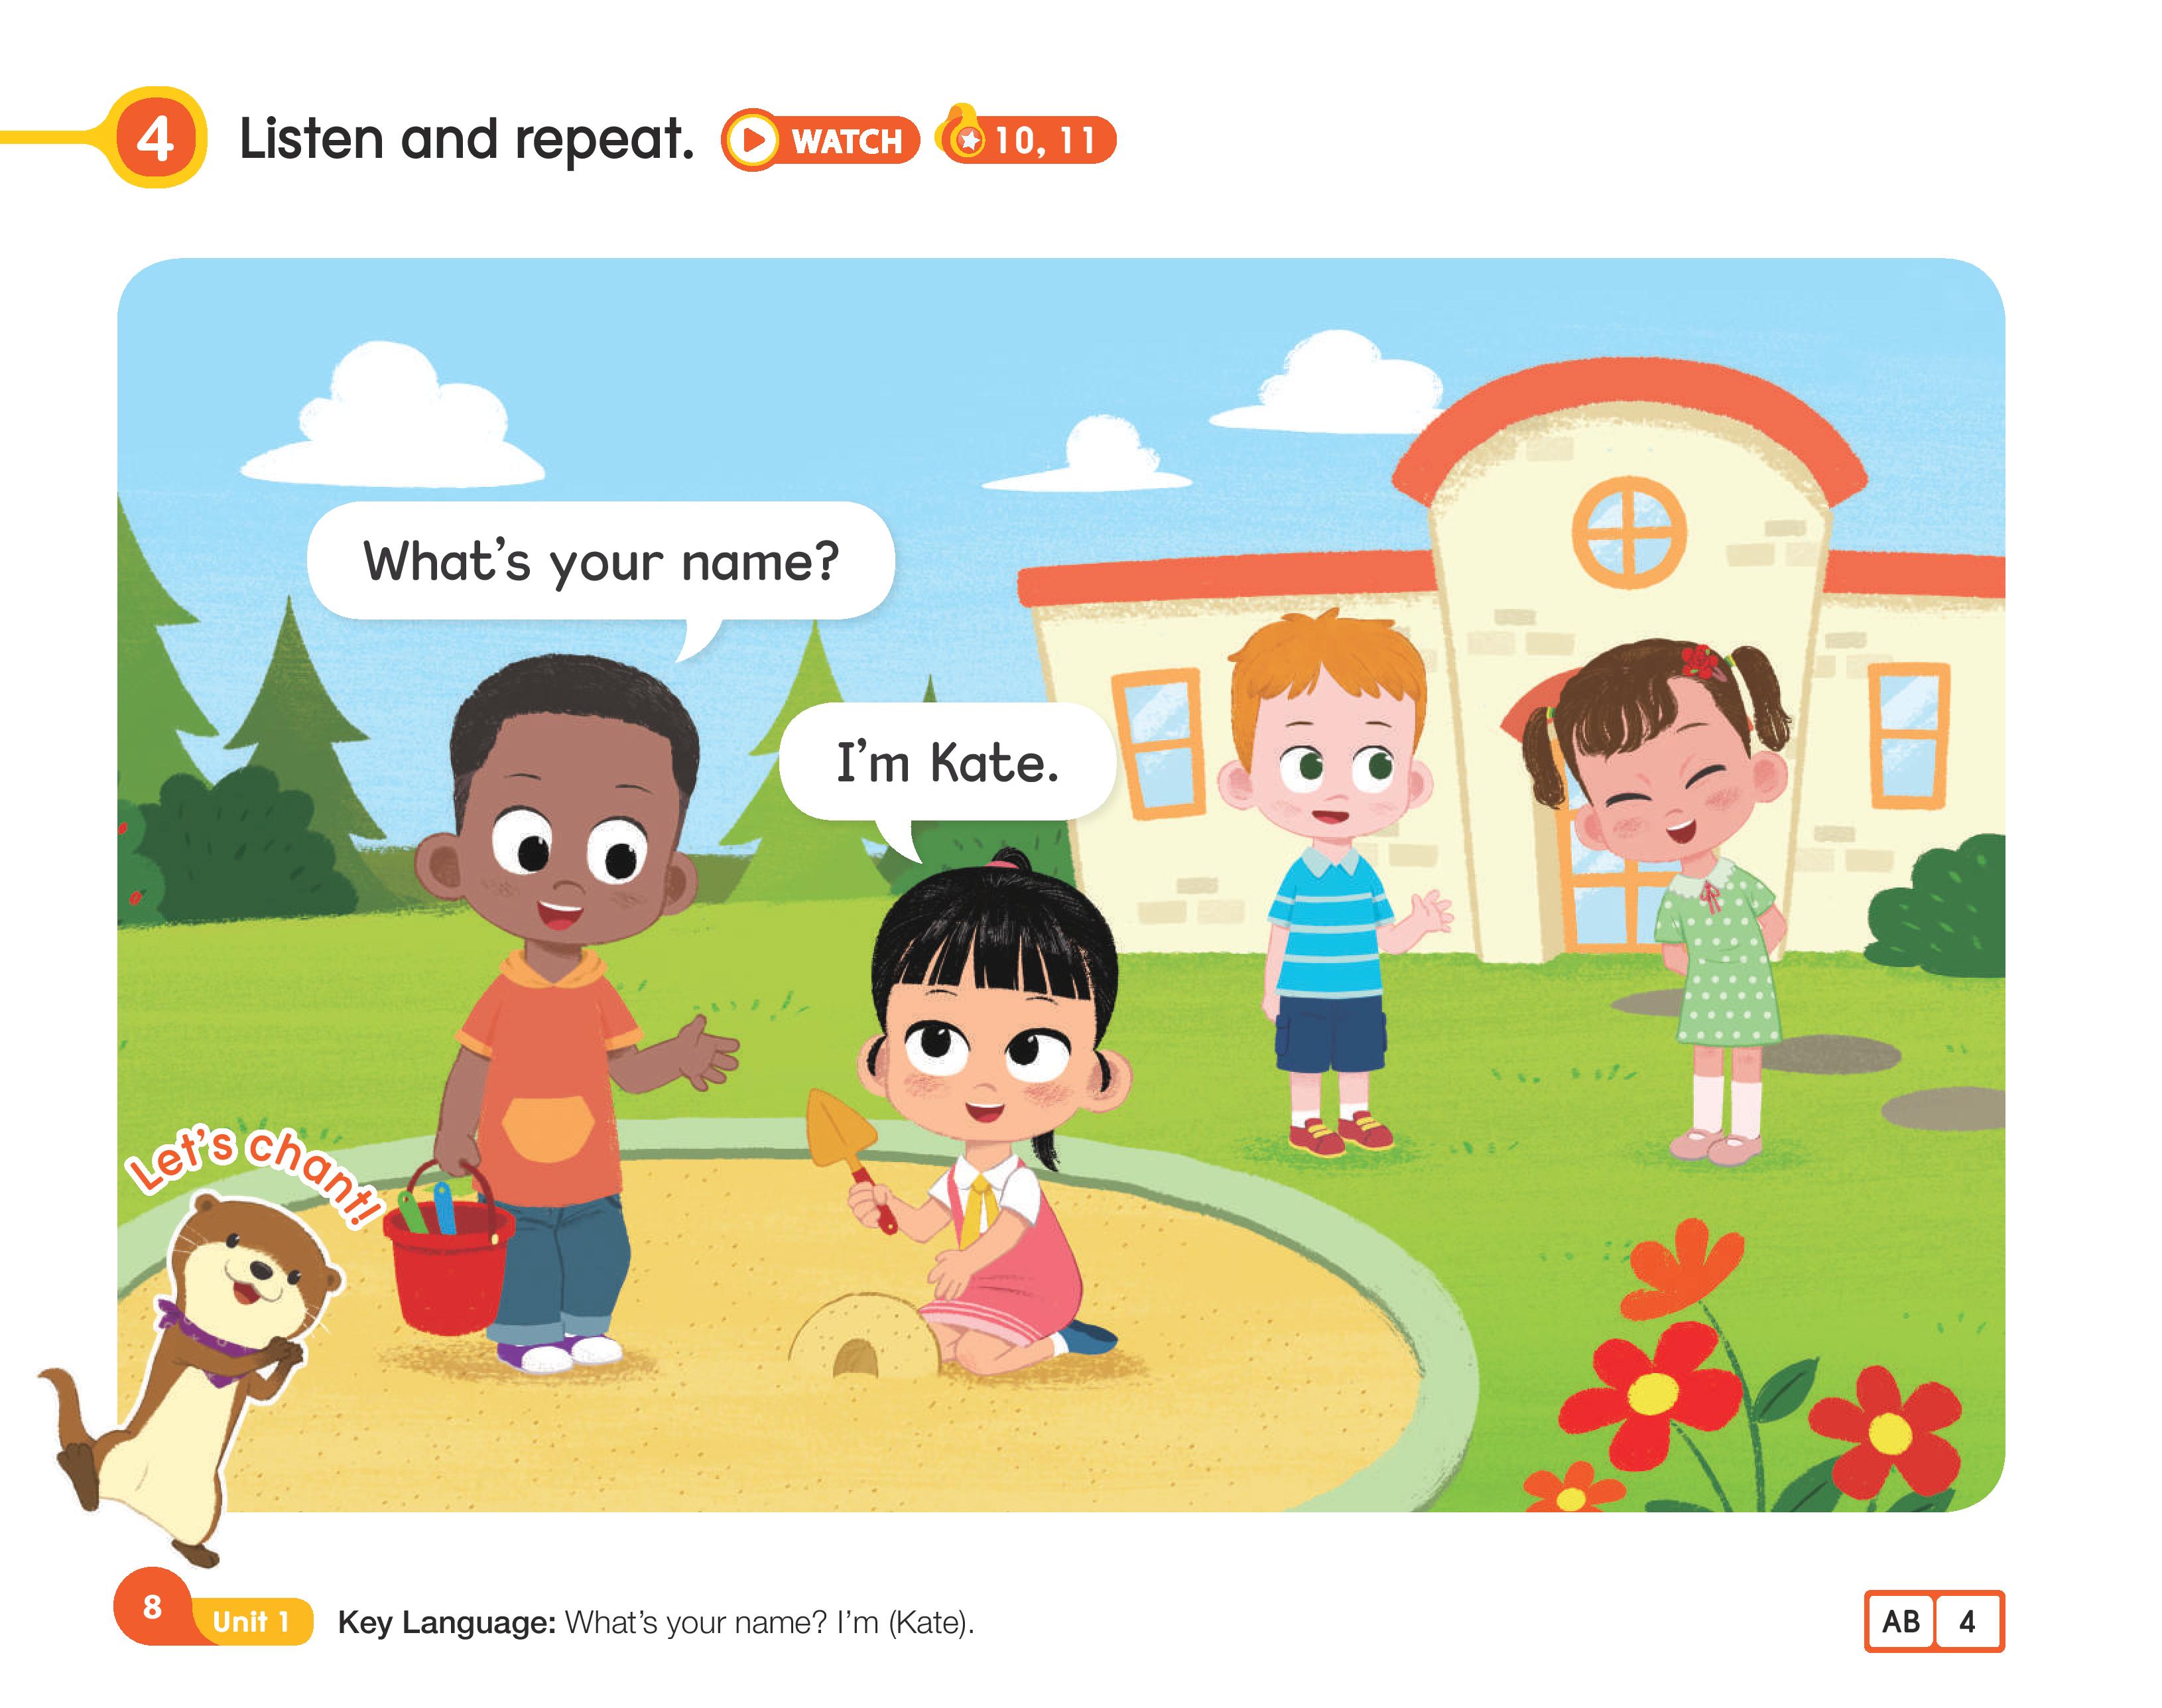 4 Listen and repeat. WATCH 10, 11
What's your name?
I'm Kate.
Let's chant!
8 Unit 1 Key Language: What's your name? I'm (Kate). AB 4